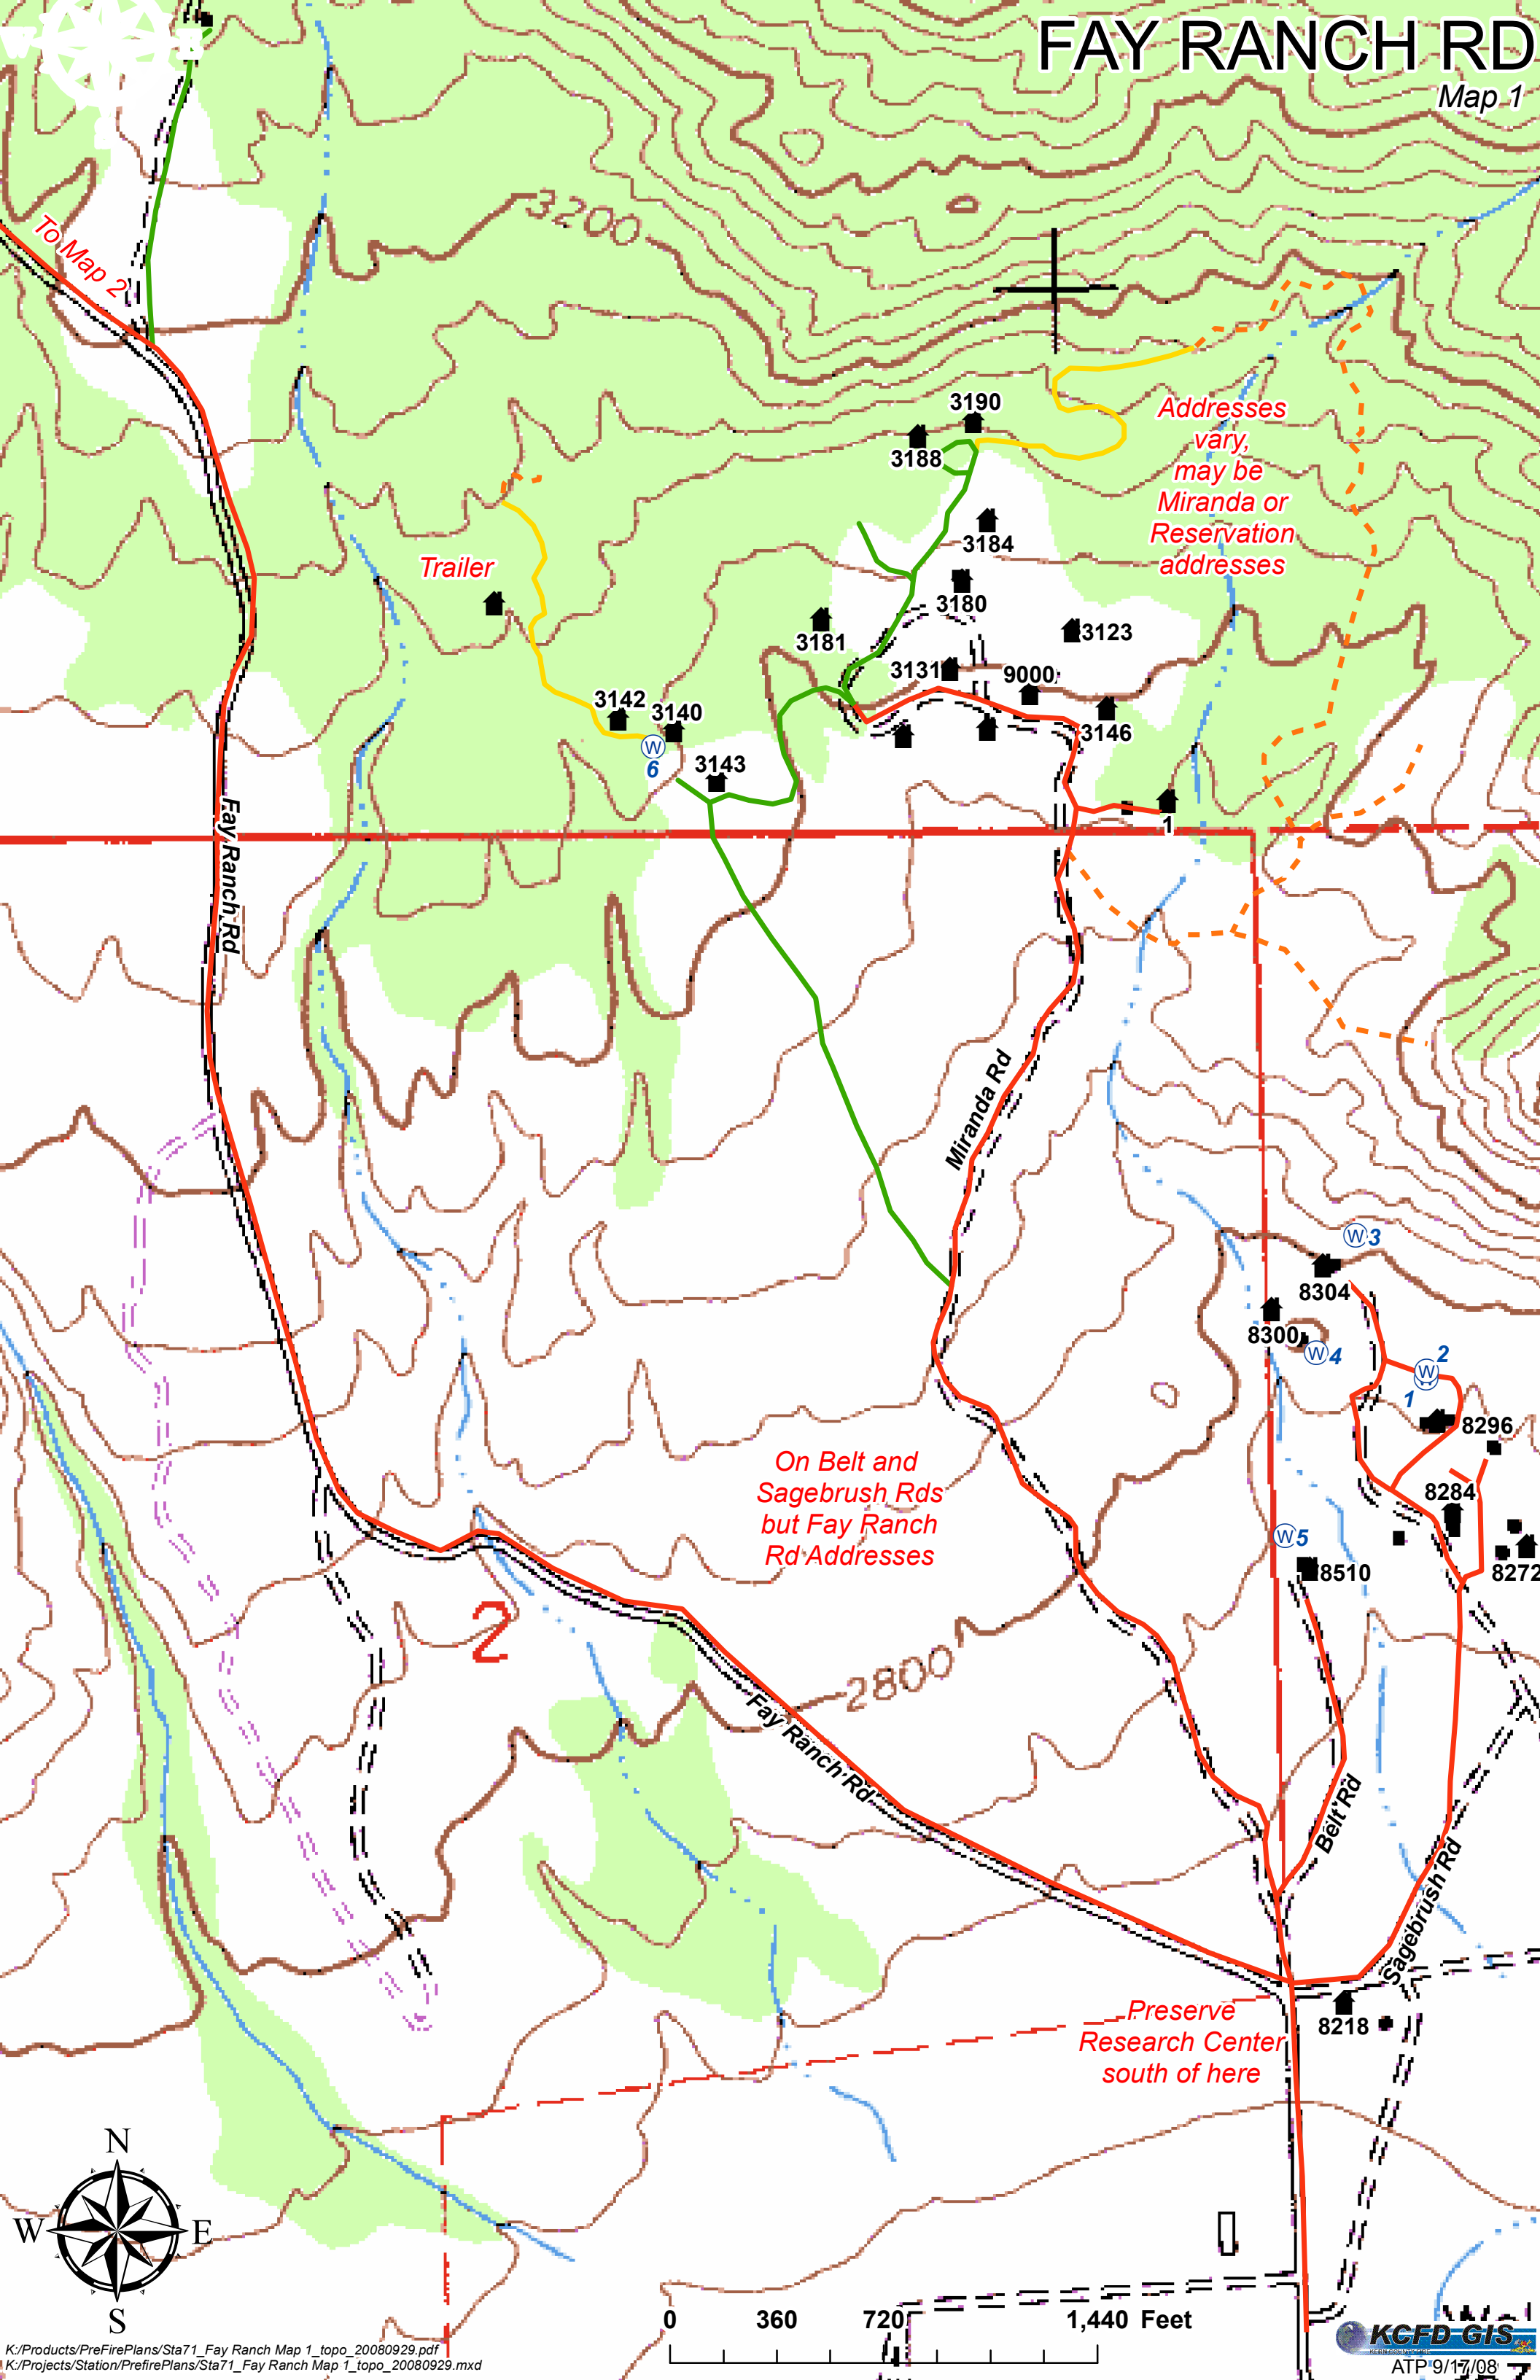 FAY RANCH RD
Map 1
W
To Map 2
3200
3190
3188
Addresses
vary,
may be
Miranda or
Reservation
addresses
3184
Trailer
3180
3181
3123
3131
9000
3142
3140
3146
W
6
3143
1
Fay Ranch Rd
Miranda Rd
W 3
8304
8300
W 4
2
W
1
8296
On Belt and
Sagebrush Rds
but Fay Ranch
Rd Addresses
8284
W 5
8510
8272
2
2800
Fay Ranch Rd
Belt Rd
Sagebrush Rd
Preserve
Research Center
south of here
8218
N
W E
S
0 360 720 1,440 Feet
KCFD GIS
K:/Products/PreFirePlans/Sta71_Fay Ranch Map 1_topo_20080929.pdf
K:/Projects/Station/PrefirePlans/Sta71_Fay Ranch Map 1_topo_20080929.mxd
ATP 9/17/08